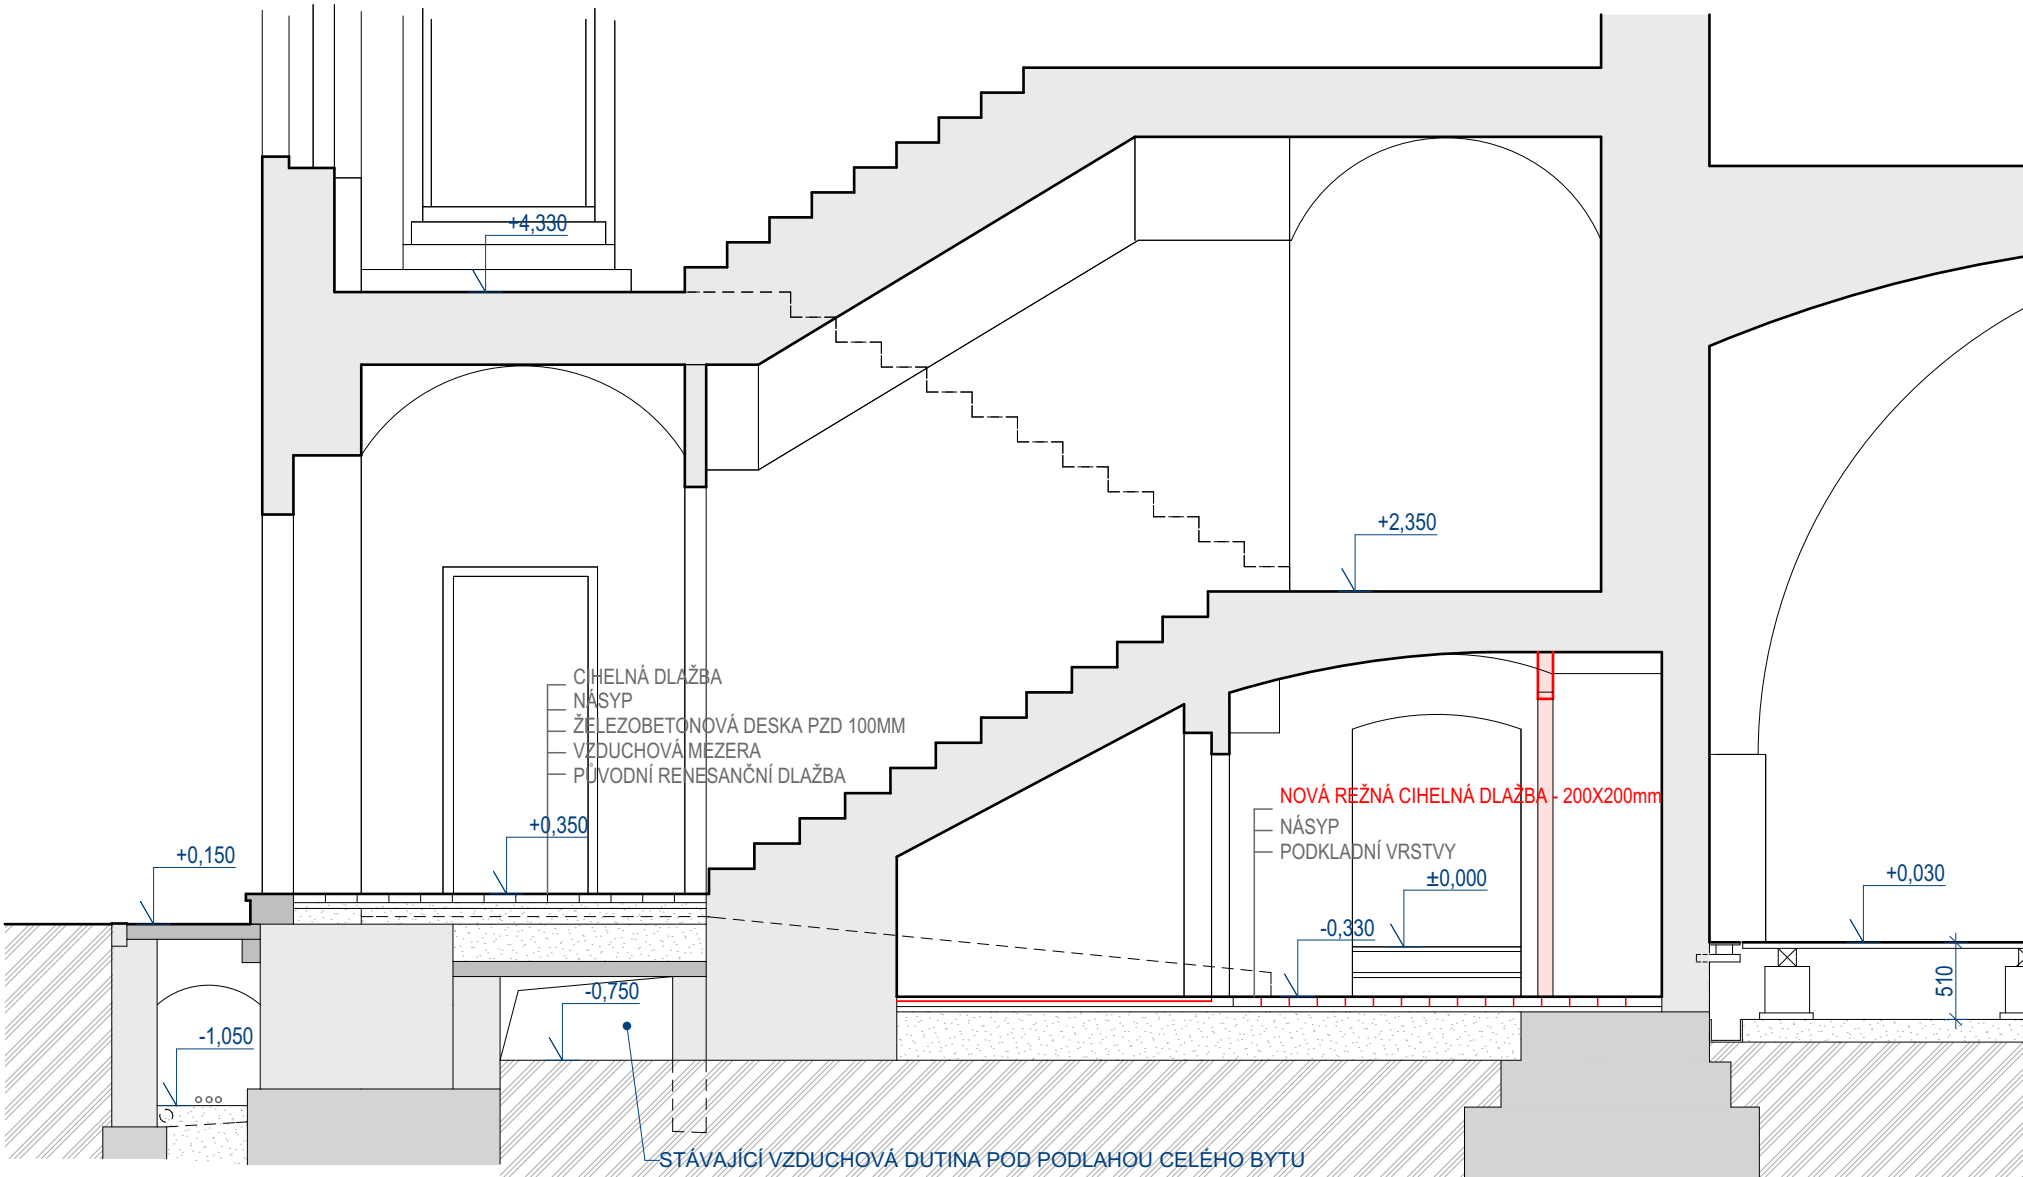 +4,330
+2,350
CIHELNÁ DLAŽBA
NÁSYP
ŽELEZOBETONOVÁ DESKA PZD 100MM
VZDUCHOVÁ MEZERA
PŮVODNÍ RENESANČNÍ DLAŽBA
NOVÁ REŽNÁ CIHELNÁ DLAŽBA - 200X200mm
NÁSYP
PODKLADNÍ VRSTVY
+0,350
+0,150
±0,000
+0,030
-0,330
510
-0,750
-1,050
STÁVAJÍCÍ VZDUCHOVÁ DUTINA POD PODLAHOU CELÉHO BYTU